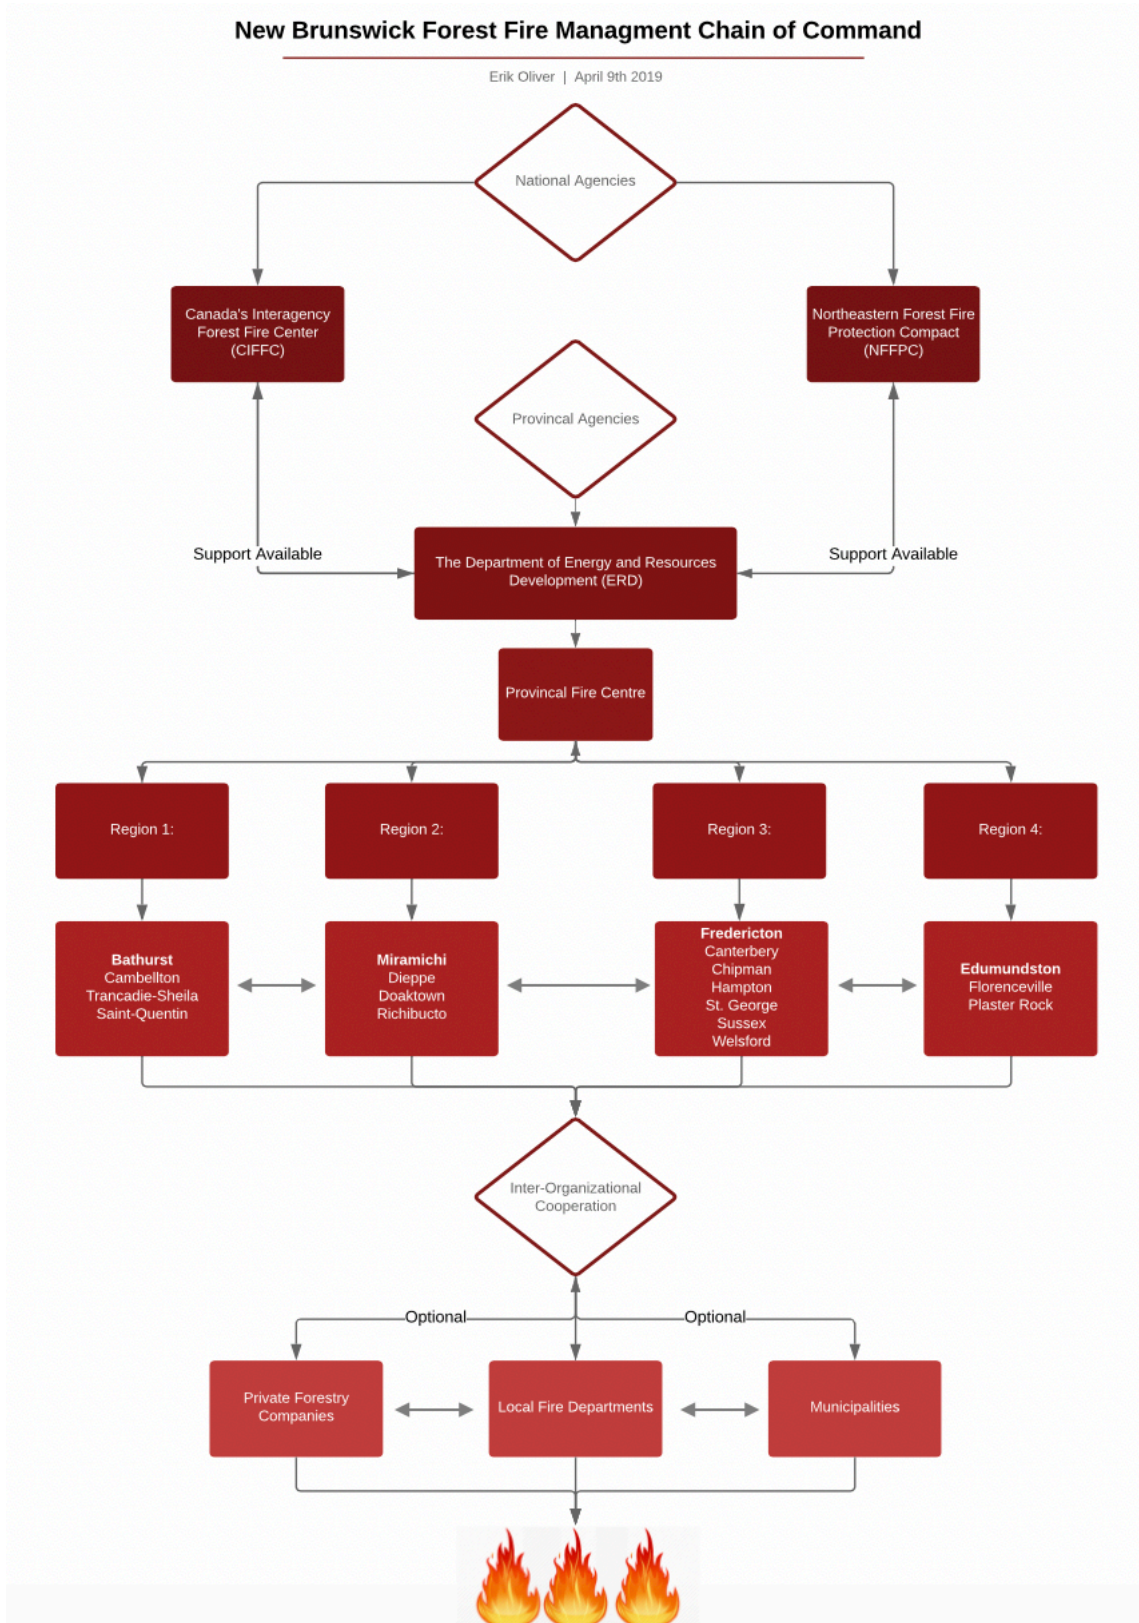 New Brunswick Forest Fire Managment Chain of Command
Erik Oliver | April 9th 2019
National Agencies
Canada's Interagency
Forest Fire Center
(CIFFC)
Northeastern Forest Fire
Protection Compact
(NFFPC)
Provincal Agencies
Support Available
Support Available
The Department of Energy and Resources
Development (ERD)
Provincal Fire Centre
Region 1:
Region 2:
Region 3:
Region 4:
Bathurst
Cambellton
Trancadie-Sheila
Saint-Quentin
Miramichi
Dieppe
Doaktown
Richibucto
Fredericton
Canterbery
Chipman
Hampton
St. George
Sussex
Welsford
Edumundston
Florenceville
Plaster Rock
Inter-Organizational
Cooperation
Optional
Optional
Private Forestry
Companies
Local Fire Departments
Municipalities